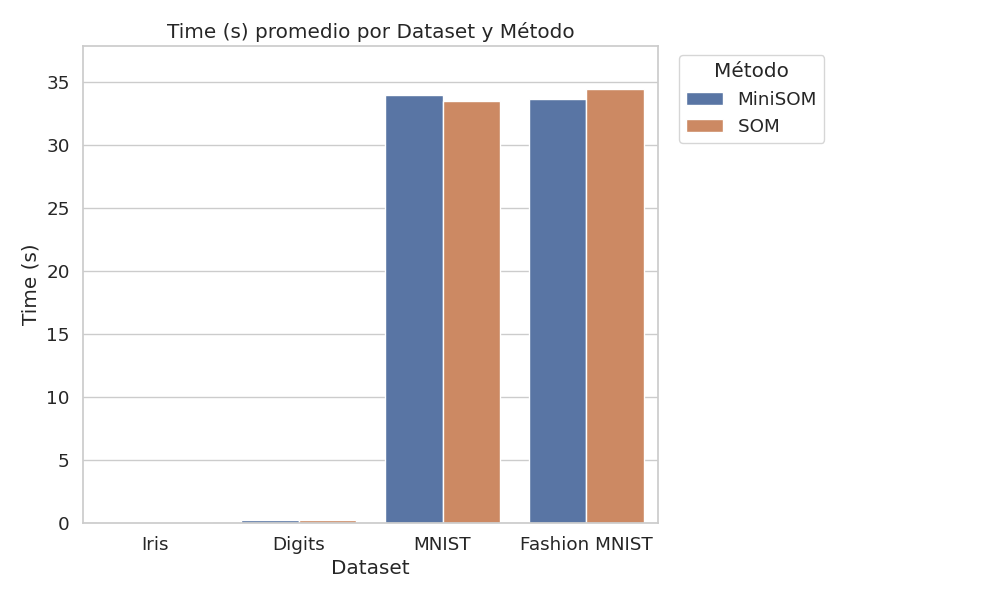 Time (s) promedio por Dataset y Método
Método
MiniSOM
SOM
Time (s)
35
30
25
20
15
10
5
0
Iris
Digits
MNIST
Fashion MNIST
Dataset